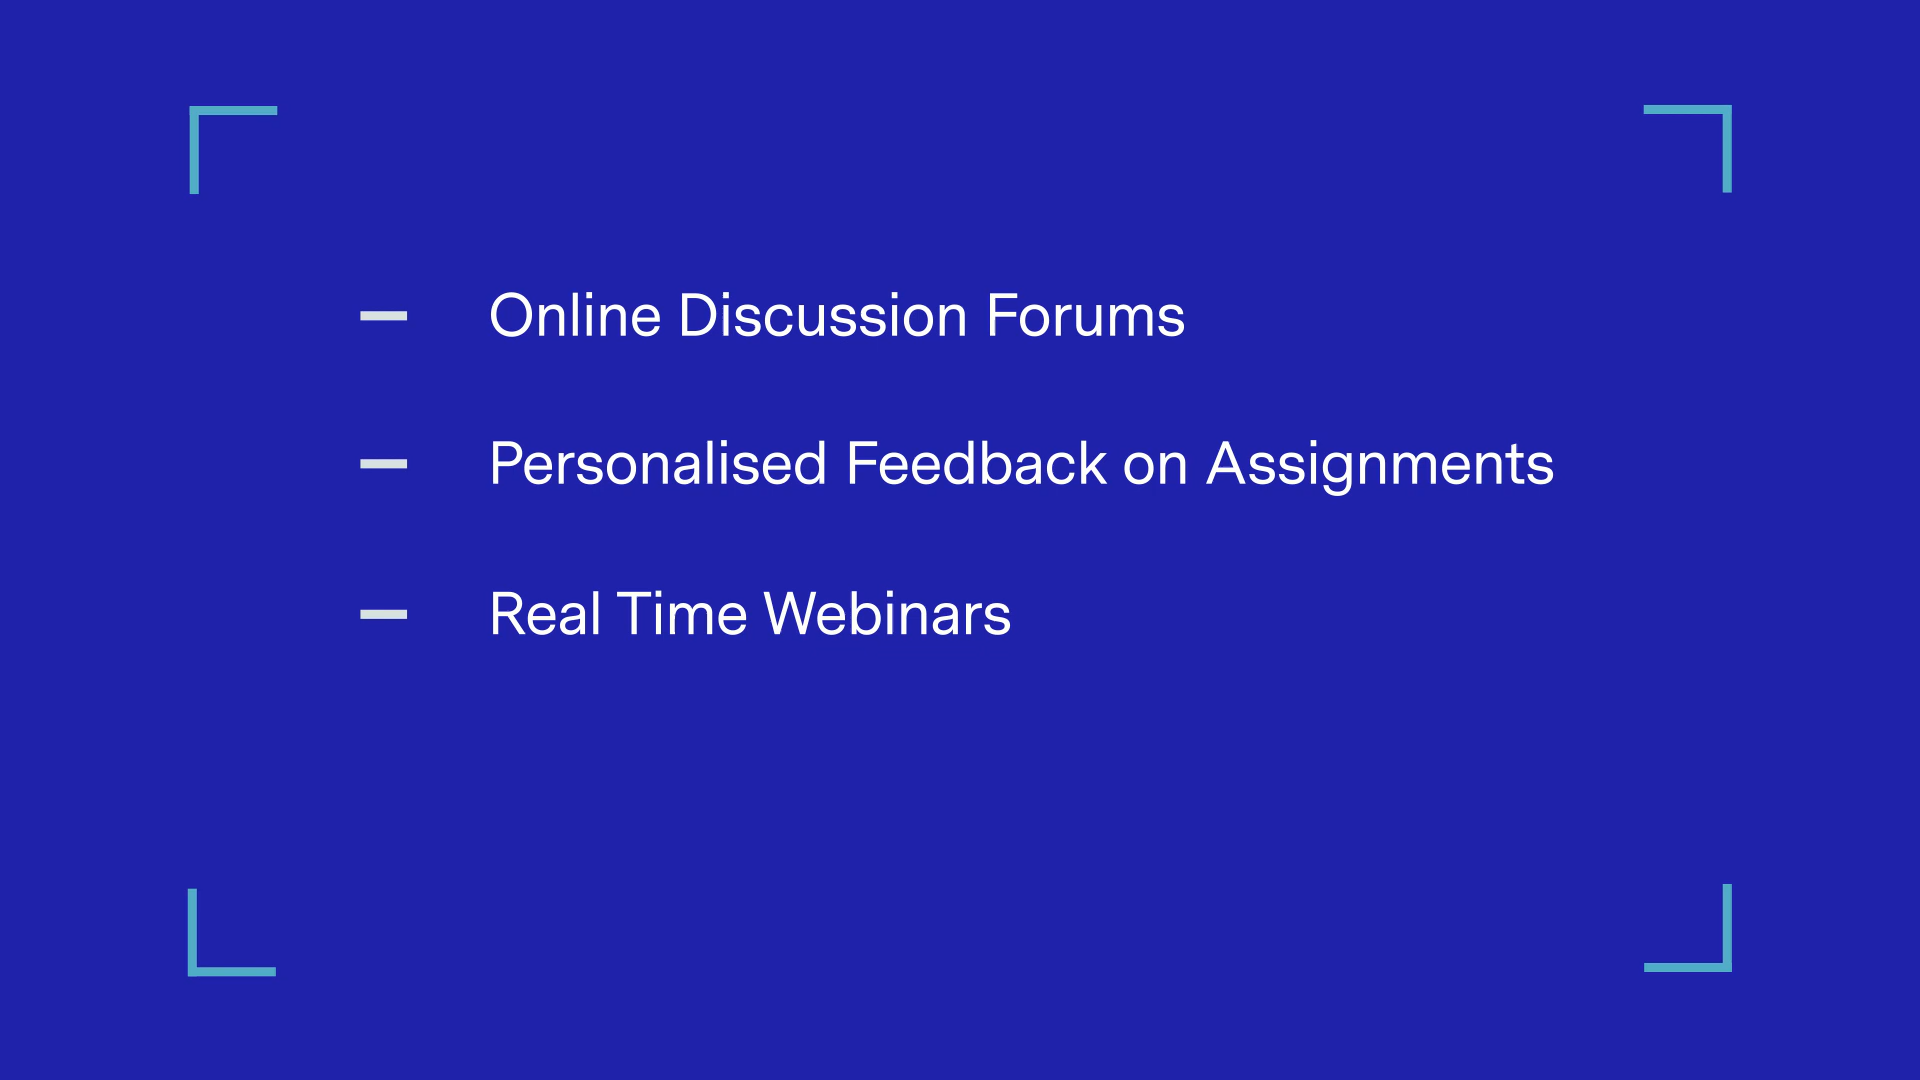 Online Discussion Forums
Personalised Feedback on Assignments
Real Time Webinars